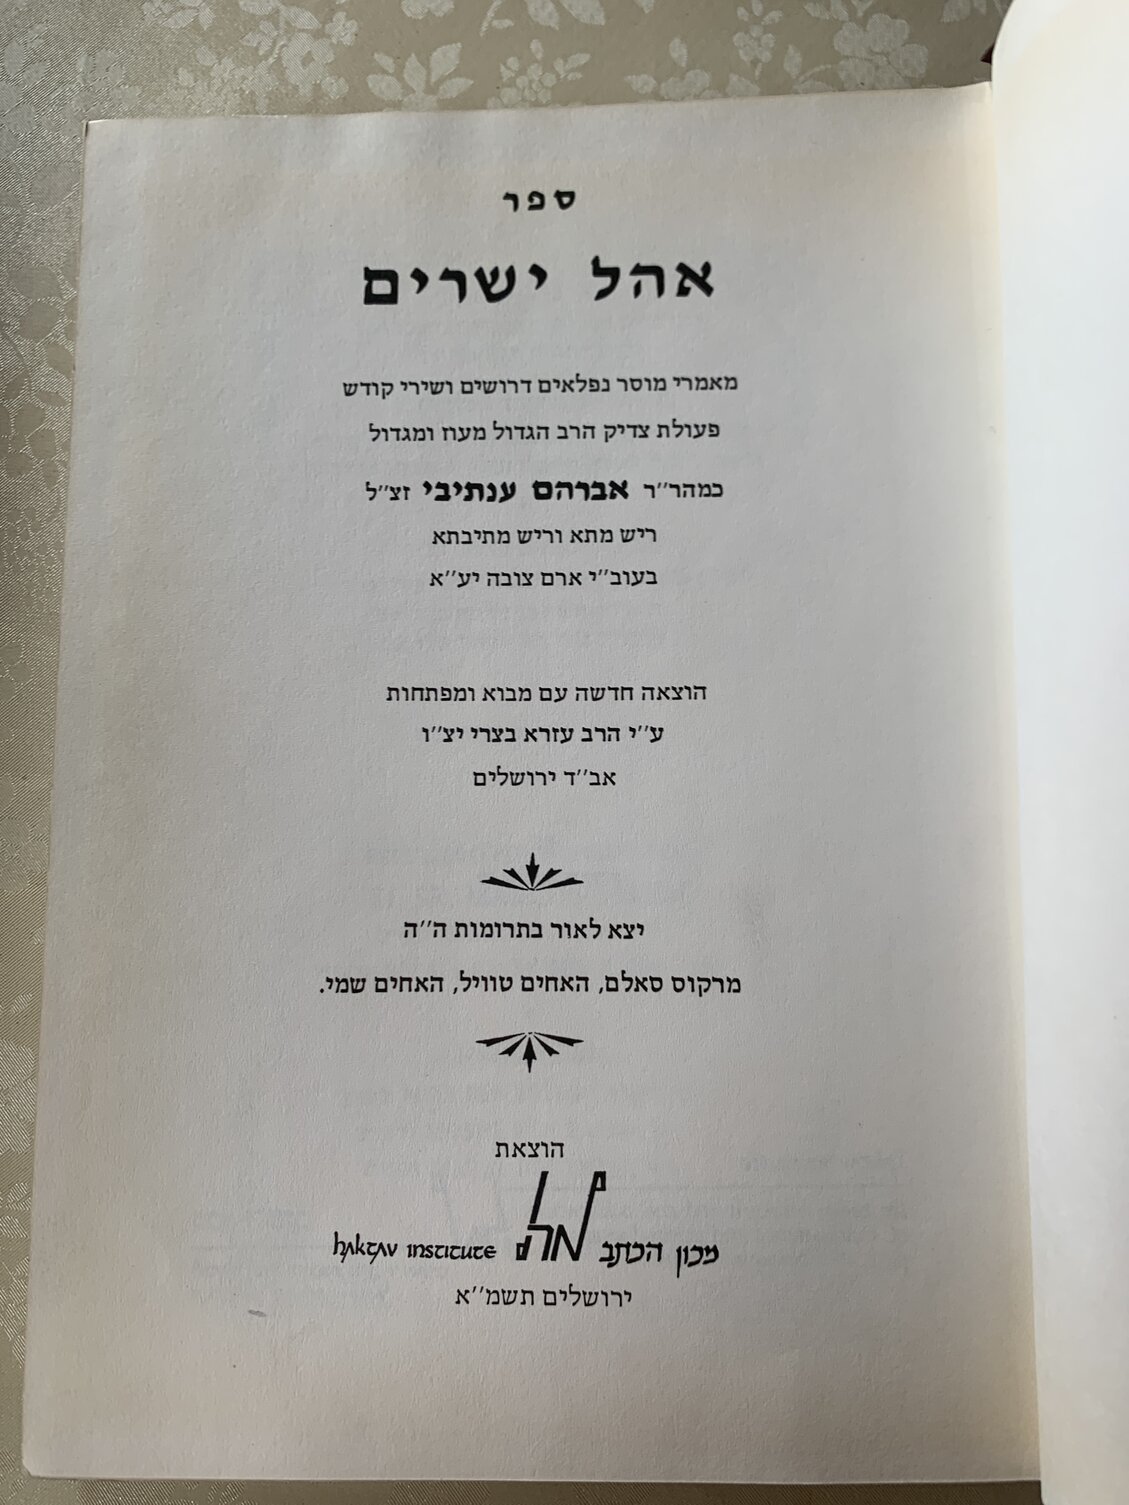 ספר
אהל ישרים
מאמרי מוסר נפלאים דרושים ושירי קודש
פעולת צדיק הרב הגדול מעוז ומגדול
כמהר''ר אברהם ענתיבי זצ''ל
ריש מתא וריש מתיבתא
בעוב''י ארם צובה יע''א
הוצאה חדשה עם מבוא ומפתחות
ע''י הרב עזרא בצרי יצ''ו
אב''ד ירושלים
יצא לאור בתרומות ה''ה
מרקוס סאלם, האחים טוויל, האחים שמי.
הוצאת
מכון הכתב מה hAktav institute
ירושלים תשמ''א